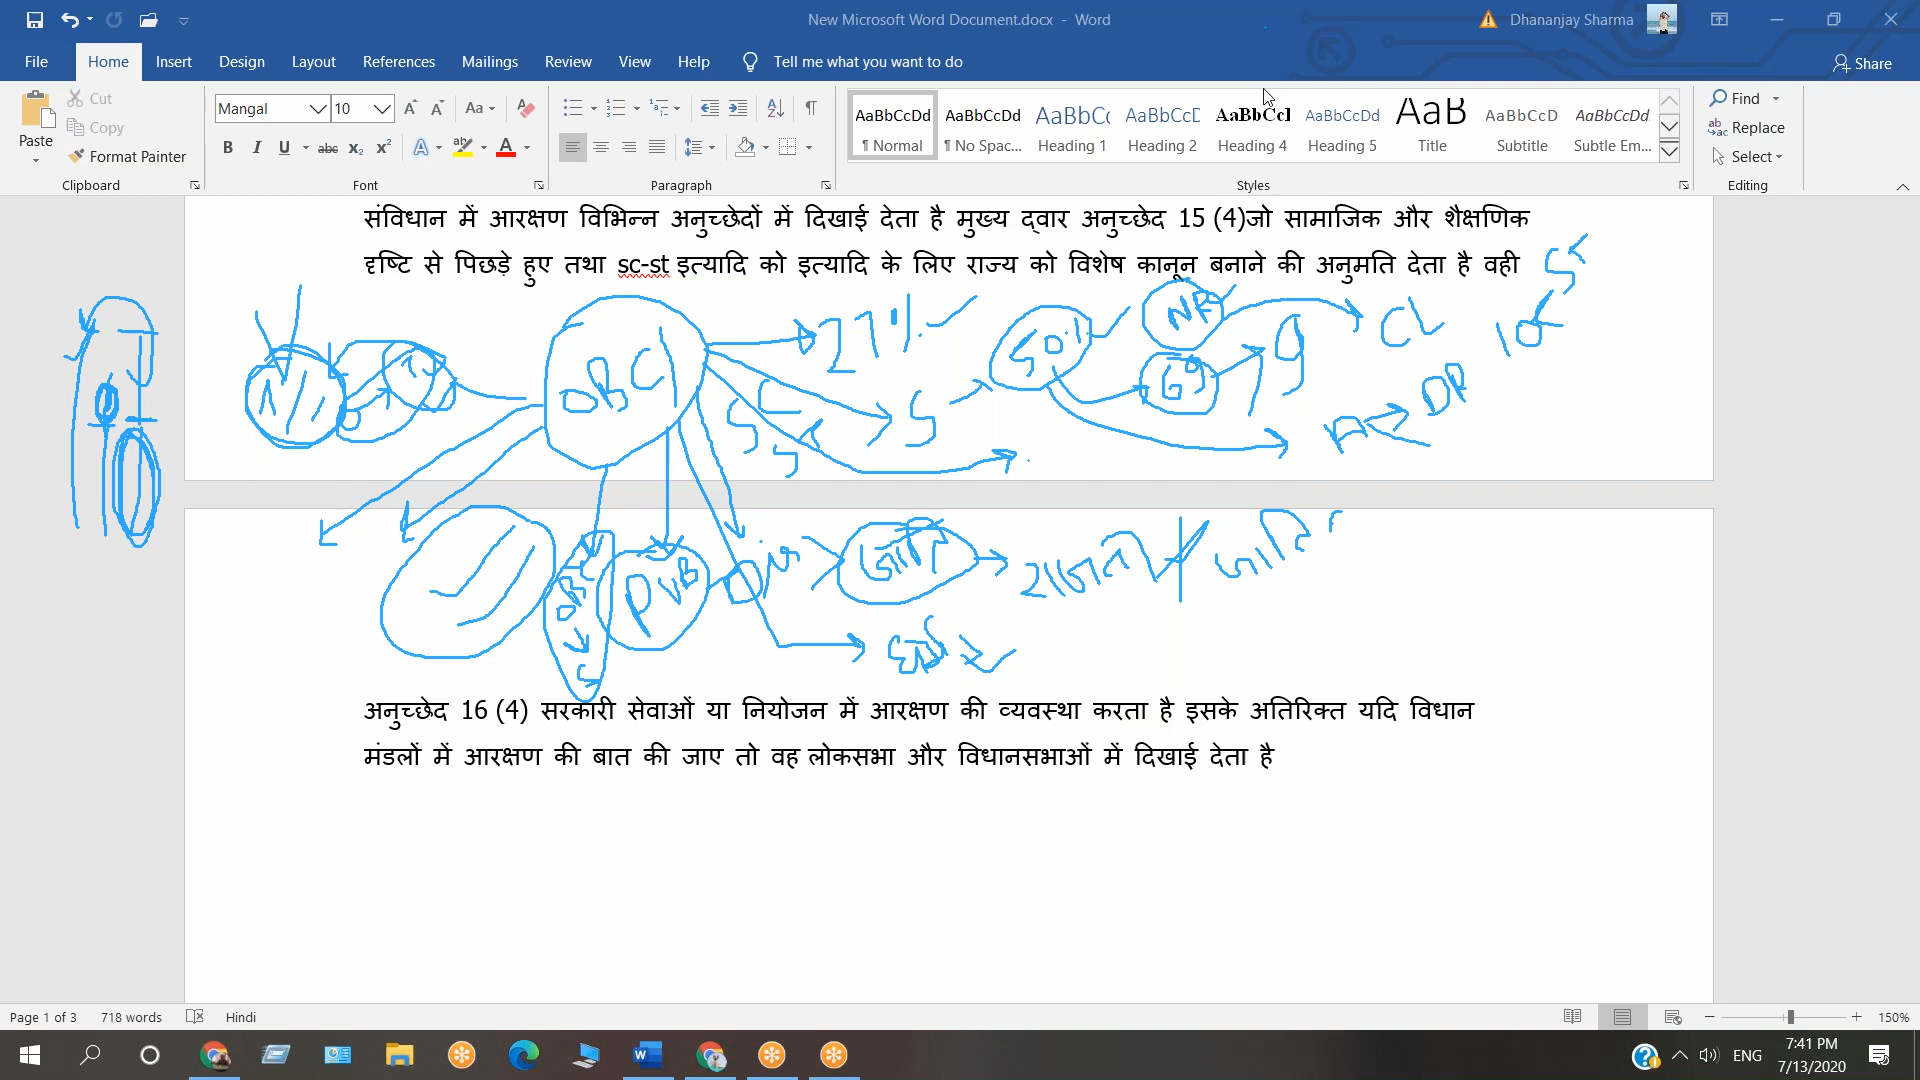 New Microsoft Word Document.docx - Word
Dhananjay Sharma
File Home Insert Design Layout References Mailings Review View Help Tell me what you want to do Share
Paste Cut Copy Format Painter Clipboard
Mangal 10 Aa Font
B I U abc x₂ x² A ab A
Paragraph
AaBbCcDd AaBbCcDd AaBbCc AaBbCcD AaBbCcI AaBbCcDd AaB AaBbCcD AaBbCcDd
¶ Normal ¶ No Spac... Heading 1 Heading 2 Heading 4 Heading 5 Title Subtitle Subtle Em...
Styles
Find Replace Select Editing
संविधान में आरक्षण विभिन्न अनुच्छेदों में दिखाई देता है मुख्य द्वार अनुच्छेद 15 (4)जो सामाजिक और शैक्षणिक
दृष्टि से पिछड़े हुए तथा sc-st इत्यादि को इत्यादि के लिए राज्य को विशेष कानून बनाने की अनुमति देता है वही
OBC 27%
PVB
अनुच्छेद 16 (4) सरकारी सेवाओं या नियोजन में आरक्षण की व्यवस्था करता है इसके अतिरिक्त यदि विधान
मंडलों में आरक्षण की बात की जाए तो वह लोकसभा और विधानसभाओं में दिखाई देता है
Page 1 of 3 718 words Hindi 150%
ENG 7:41 PM
7/13/2020